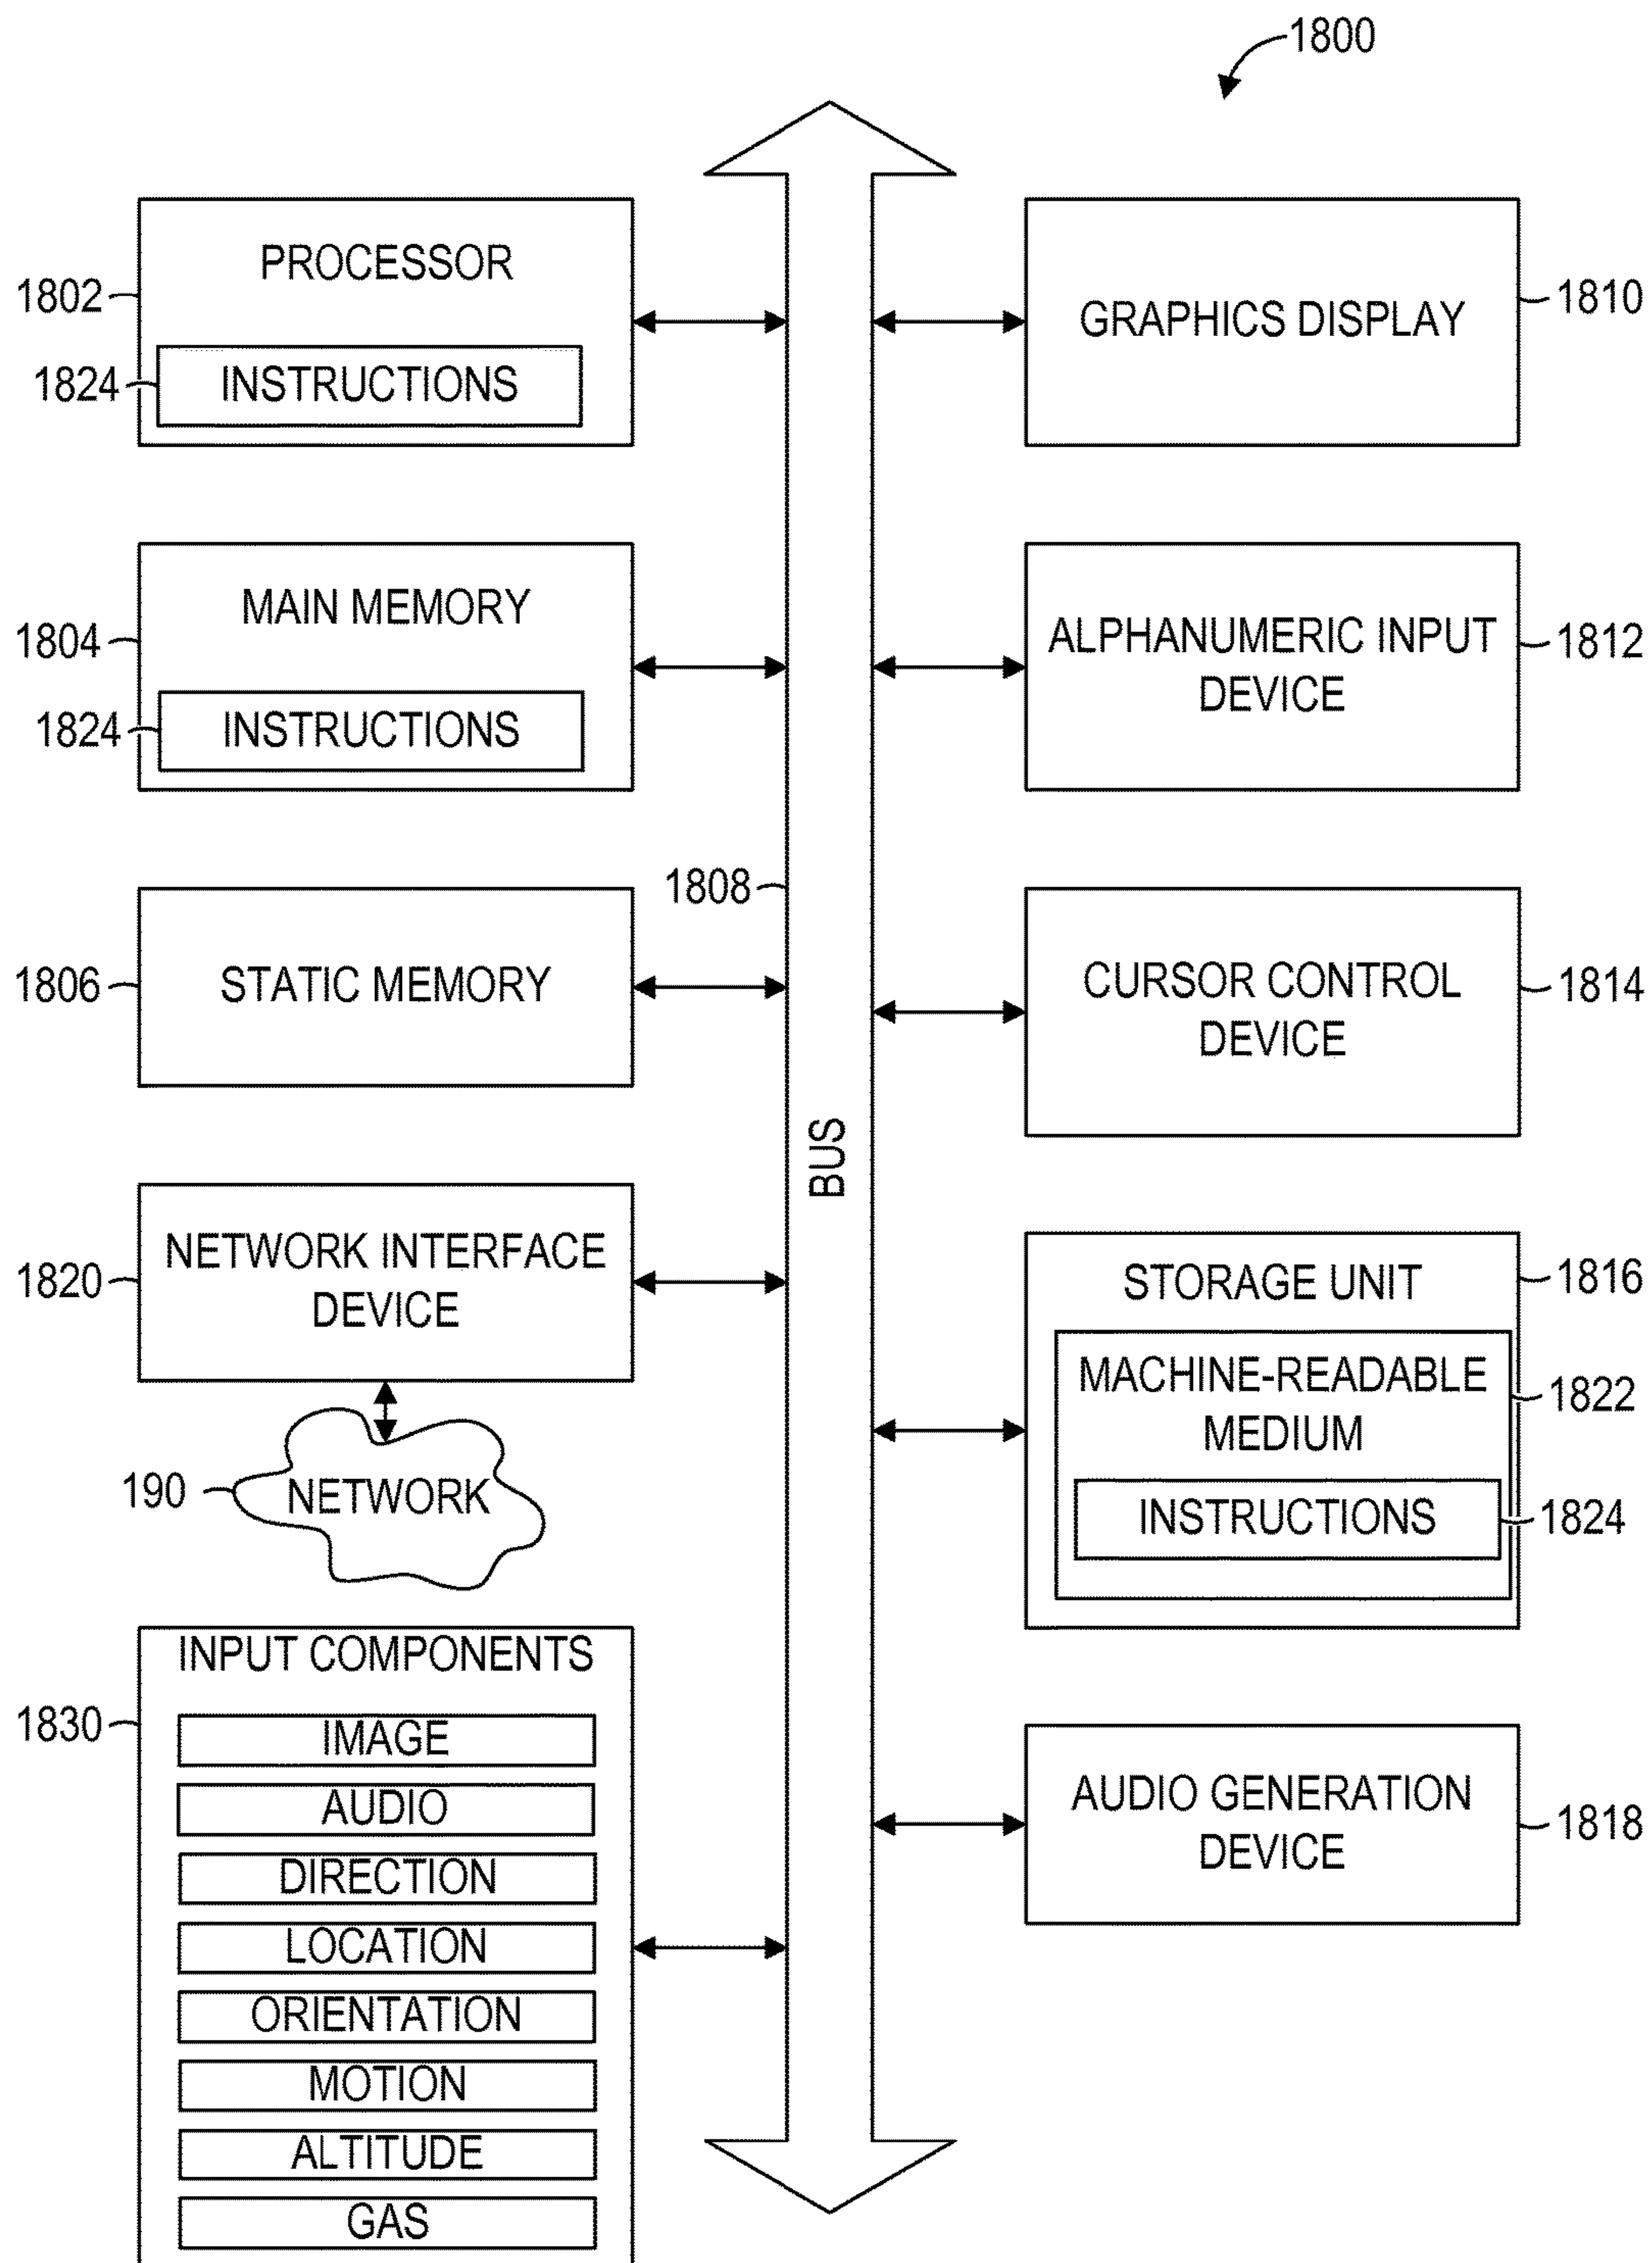 1800
PROCESSOR
1802
1824
INSTRUCTIONS
MAIN MEMORY
1804
1824
INSTRUCTIONS
1808
1806
STATIC MEMORY
NETWORK INTERFACE
DEVICE
1820
190
NETWORK
INPUT COMPONENTS
1830
IMAGE
AUDIO
DIRECTION
LOCATION
ORIENTATION
MOTION
ALTITUDE
GAS
BUS
GRAPHICS DISPLAY
1810
ALPHANUMERIC INPUT
DEVICE
1812
CURSOR CONTROL
DEVICE
1814
STORAGE UNIT
1816
MACHINE-READABLE
MEDIUM
1822
INSTRUCTIONS
1824
AUDIO GENERATION
DEVICE
1818